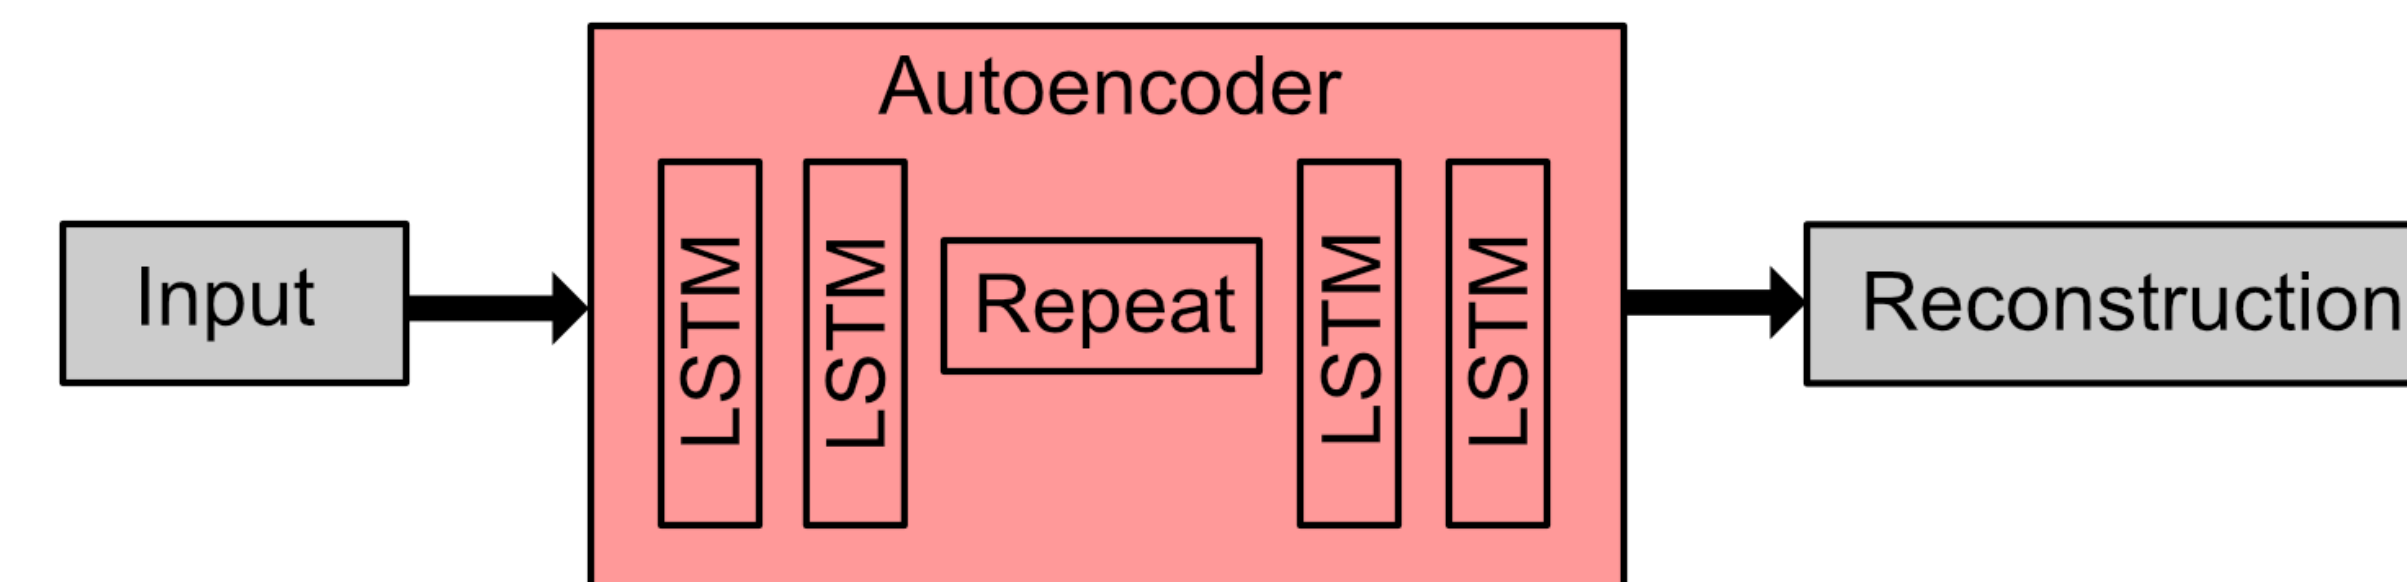 Autoencoder
Input
LSTM
LSTM
Repeat
LSTM
LSTM
Reconstruction